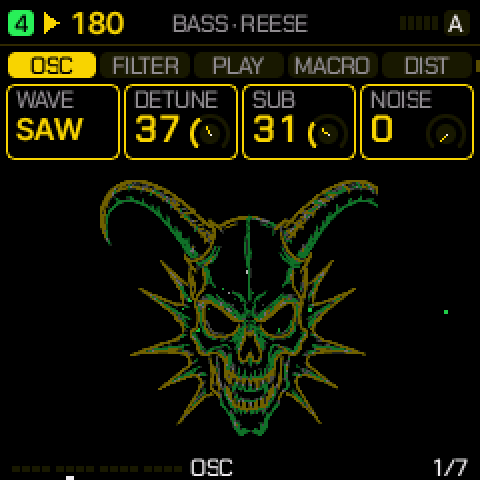 4 180 BASS·REESE A
OSC FILTER PLAY MACRO DIST
WAVE DETUNE SUB NOISE
SAW 37 31 0
OSC 1/7